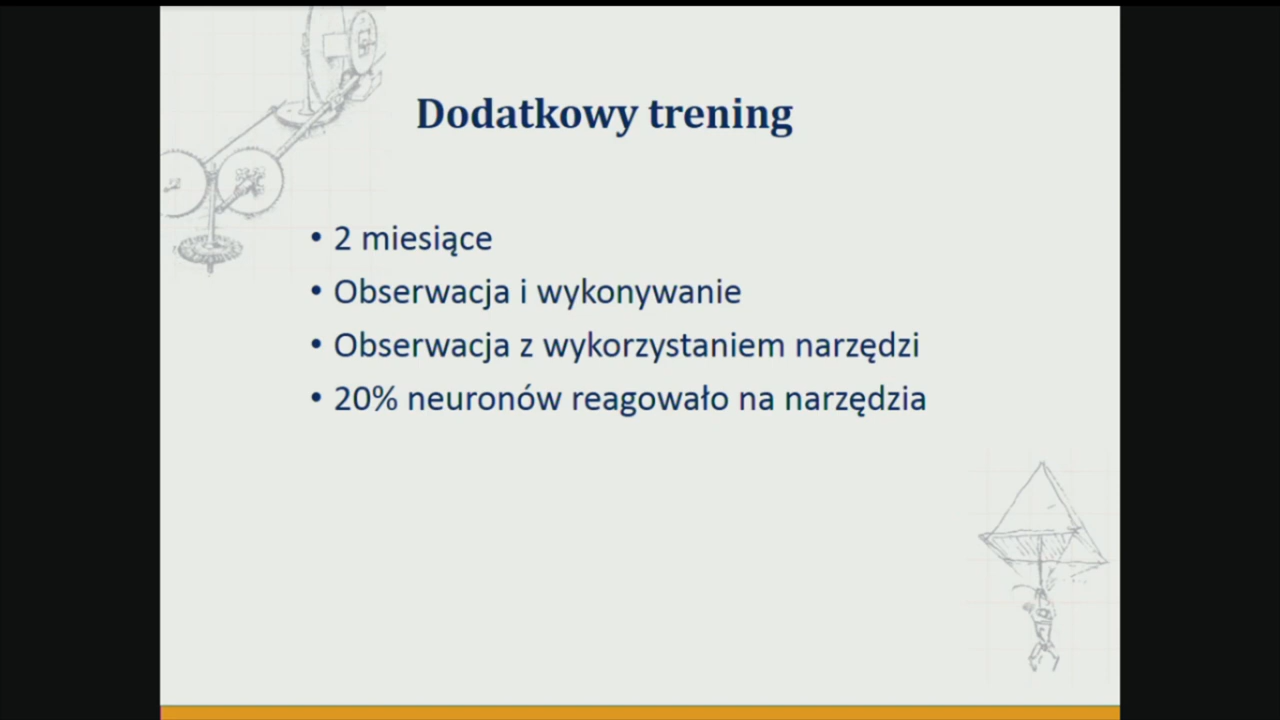 Dodatkowy trening
• 2 miesiące
• Obserwacja i wykonywanie
• Obserwacja z wykorzystaniem narzędzi
• 20% neuronów reagowało na narzędzia